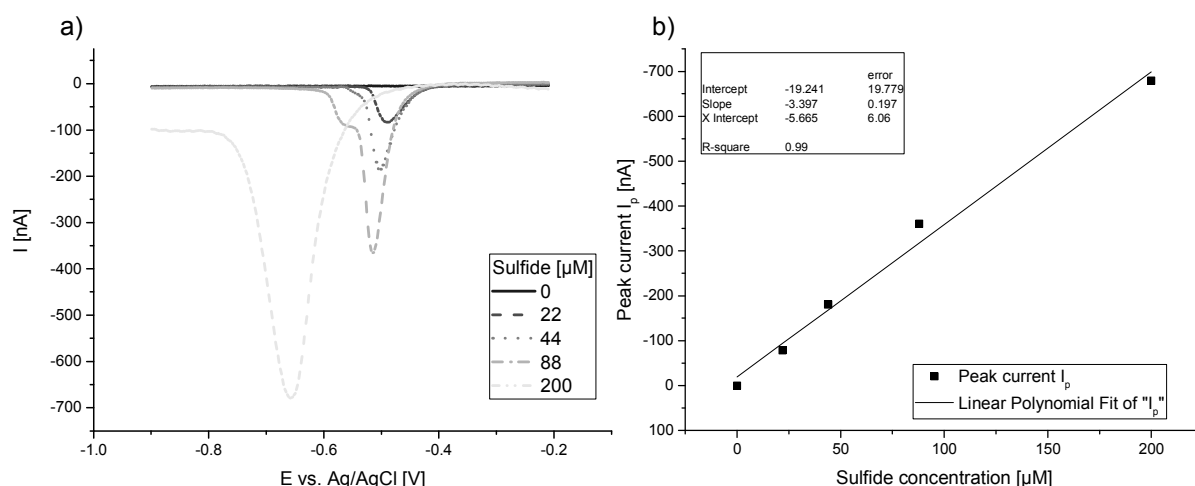 a)
0
-100
-200
-300
-400
-500
-600
-700
I [nA]
-1.0 -0.8 -0.6 -0.4 -0.2
E vs. Ag/AgCl [V]
Sulfide [µM]
0
22
44
88
200
b)
-700
-600
-500
-400
-300
-200
-100
0
100
Peak current Ip [nA]
error
Intercept -19.241 19.779
Slope -3.397 0.197
X Intercept -5.665 6.06
R-square 0.99
Peak current Ip
Linear Polynomial Fit of "Ip"
0 50 100 150 200
Sulfide concentration [µM]